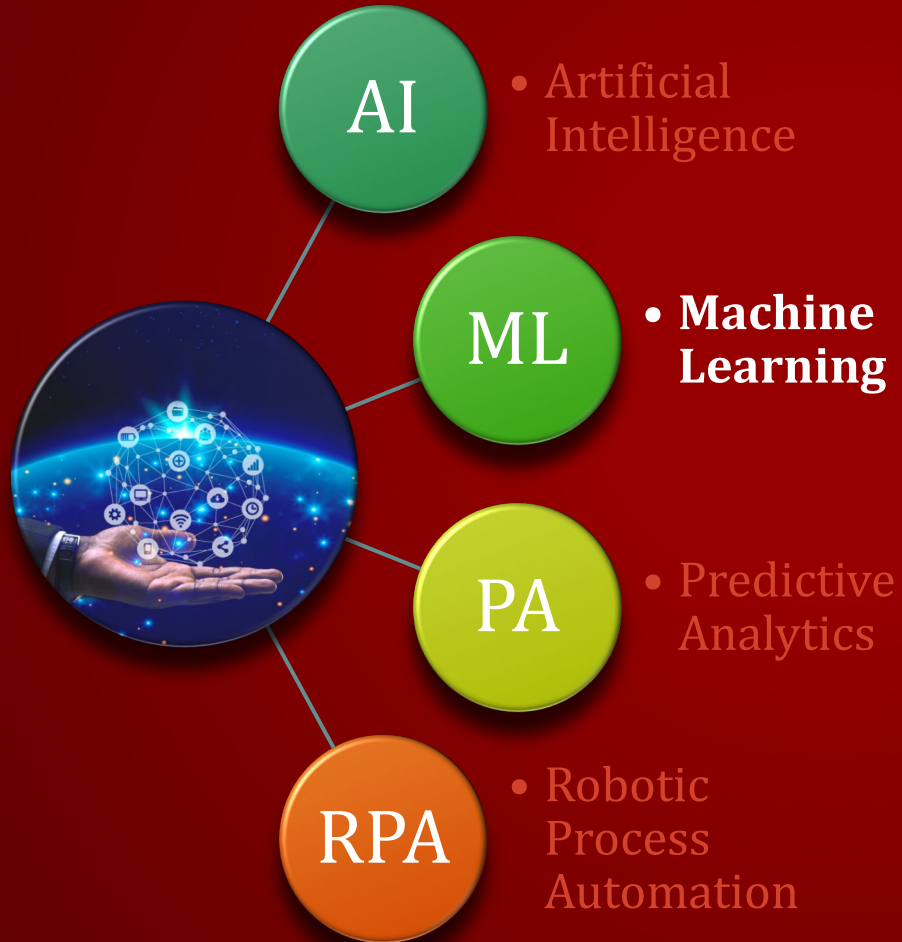 AI
• Artificial
Intelligence
ML
• Machine
Learning
PA
• Predictive
Analytics
RPA
• Robotic
Process
Automation